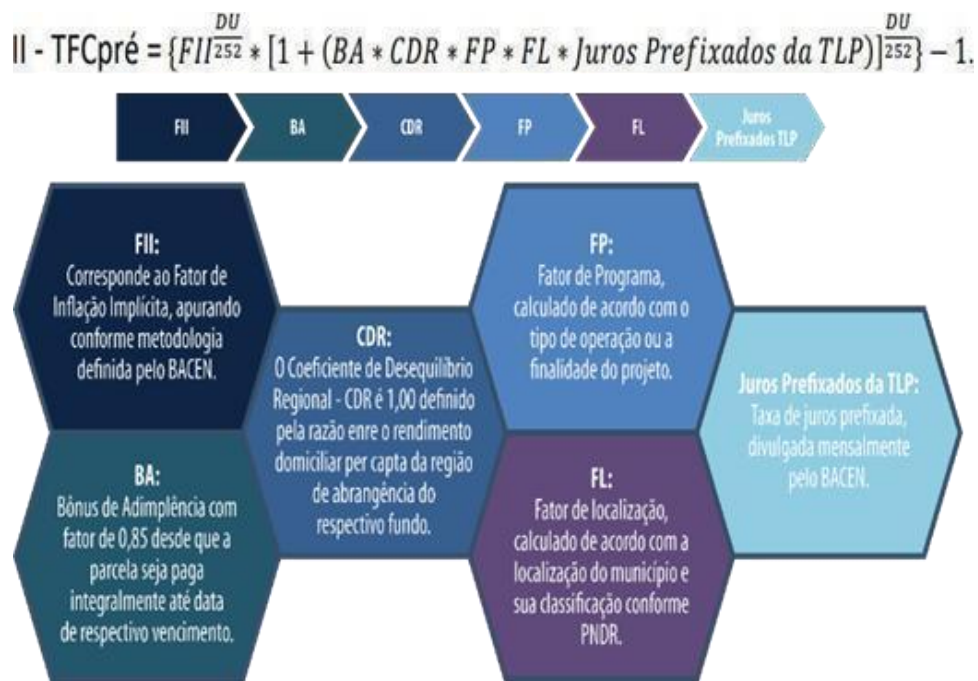 II - TFCpré = {FII^(DU/252) * [1 + (BA * CDR * FP * FL * Juros Prefixados da TLP)]^(DU/252)} − 1.
FII
BA
CDR
FP
FL
Juros
Prefixados TLP
FII:
Corresponde ao Fator de
Inflação Implícita, apurando
conforme metodologia
definida pelo BACEN.
BA:
Bônus de Adimplência com
fator de 0,85 desde que a
parcela seja paga
integralmente até data
de respectivo vencimento.
CDR:
O Coeficiente de Desequilíbrio
Regional - CDR é 1,00 definido
pela razão enre o rendimento
domiciliar per capta da região
de abrangência do
respectivo fundo.
FP:
Fator de Programa,
calculado de acordo com o
tipo de operação ou a
finalidade do projeto.
FL:
Fator de localização,
calculado de acordo com a
localização do município e
sua classificação conforme
PNDR.
Juros Prefixados da TLP:
Taxa de juros prefixada,
divulgada mensalmente
pelo BACEN.